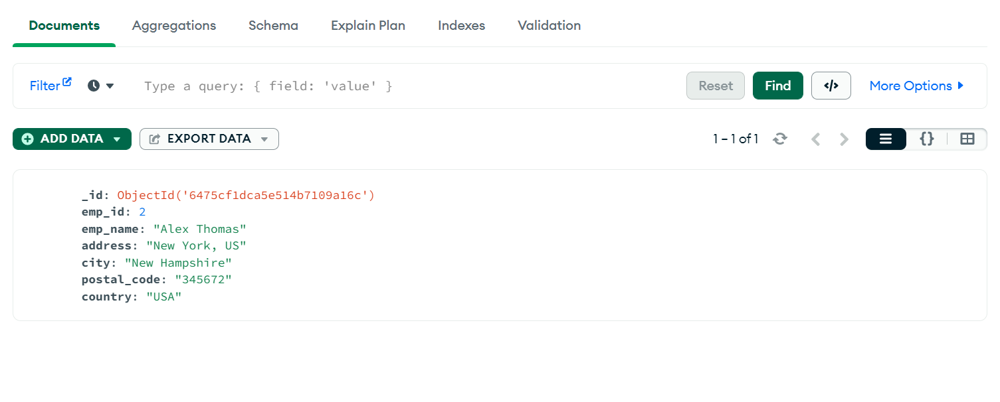 Documents Aggregations Schema Explain Plan Indexes Validation
Filter Type a query: { field: 'value' } Reset Find </> More Options
ADD DATA EXPORT DATA 1 – 1 of 1 {}
_id: ObjectId('6475cf1dca5e514b7109a16c')
emp_id: 2
emp_name: "Alex Thomas"
address: "New York, US"
city: "New Hampshire"
postal_code: "345672"
country: "USA"